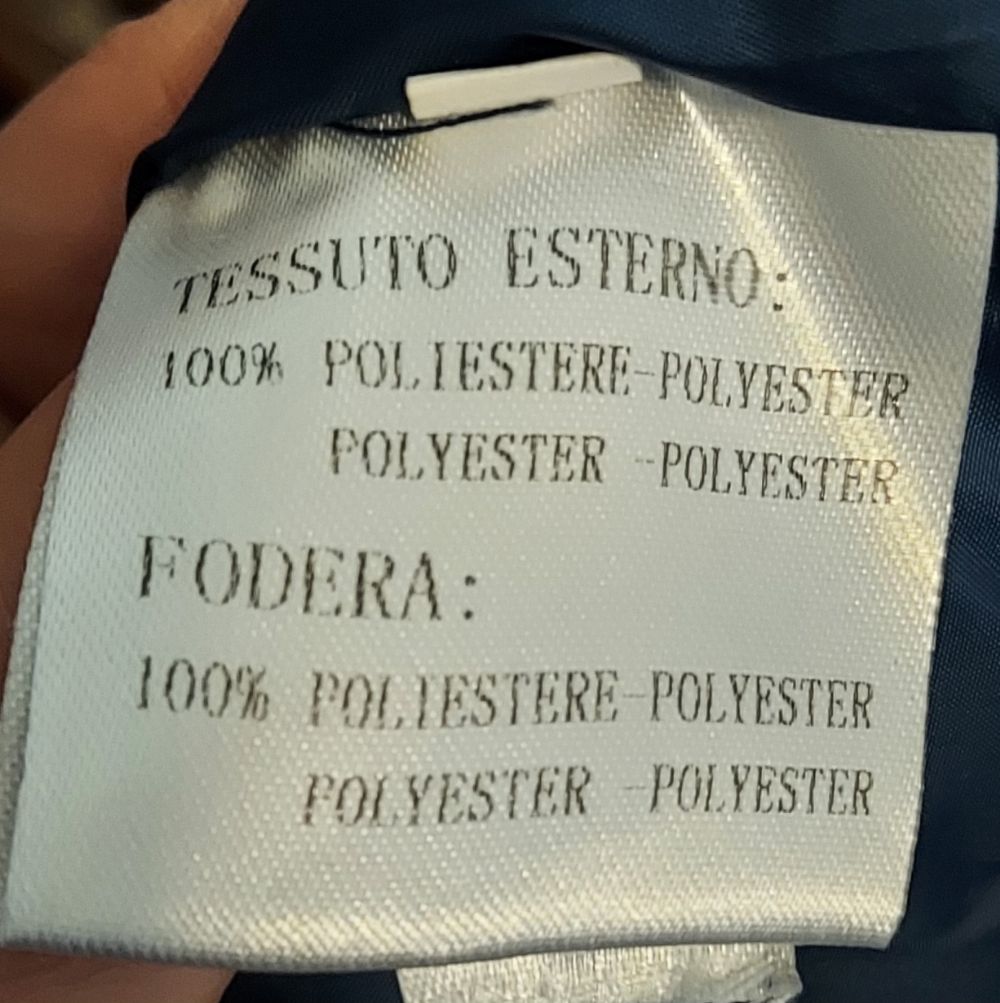 TESSUTO ESTERNO:
100% POLIESTERE-POLYESTER
POLYESTER -POLYESTER
FODERA:
100% POLIESTERE-POLYESTER
POLYESTER -POLYESTER